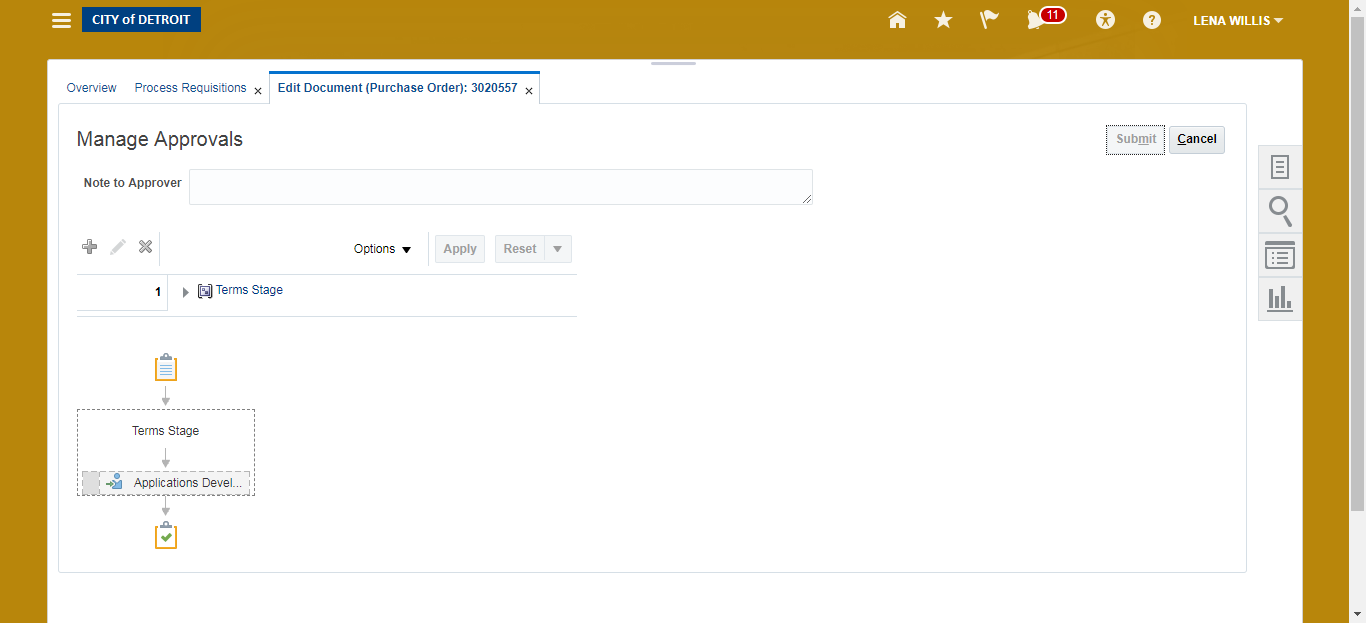 CITY of DETROIT
11
?
LENA WILLIS
Overview
Process Requisitions
Edit Document (Purchase Order): 3020557
Manage Approvals
Submit
Cancel
Note to Approver
Options
Apply
Reset
1
Terms Stage
Terms Stage
Applications Devel...